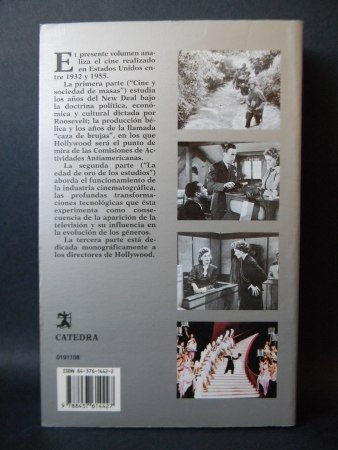 EL presente volumen ana-
liza el cine realizado
en Estados Unidos en-
tre 1932 y 1955.
La primera parte ("Cine y
sociedad de masas") estudia
los años del New Deal bajo
la doctrina política, econó-
mica y cultural dictada por
Roosevelt; la producción bé-
lica y los años de la llamada
"caza de brujas", en los que
Hollywood será el punto de
mira de las Comisiones de Ac-
tividades Antiamericanas.
La segunda parte ("La
edad de oro de los estudios")
aborda el funcionamiento de
la industria cinematográfica,
las profundas transforma-
ciones tecnológicas que ésta
experimenta como conse-
cuencia de la aparición de la
televisión y su influencia en
la evolución de los géneros.
La tercera parte está de-
dicada monográficamente
a los directores de Hollywood.
CATEDRA
0191108
ISBN 84-376-1442-2
9 788437 614427